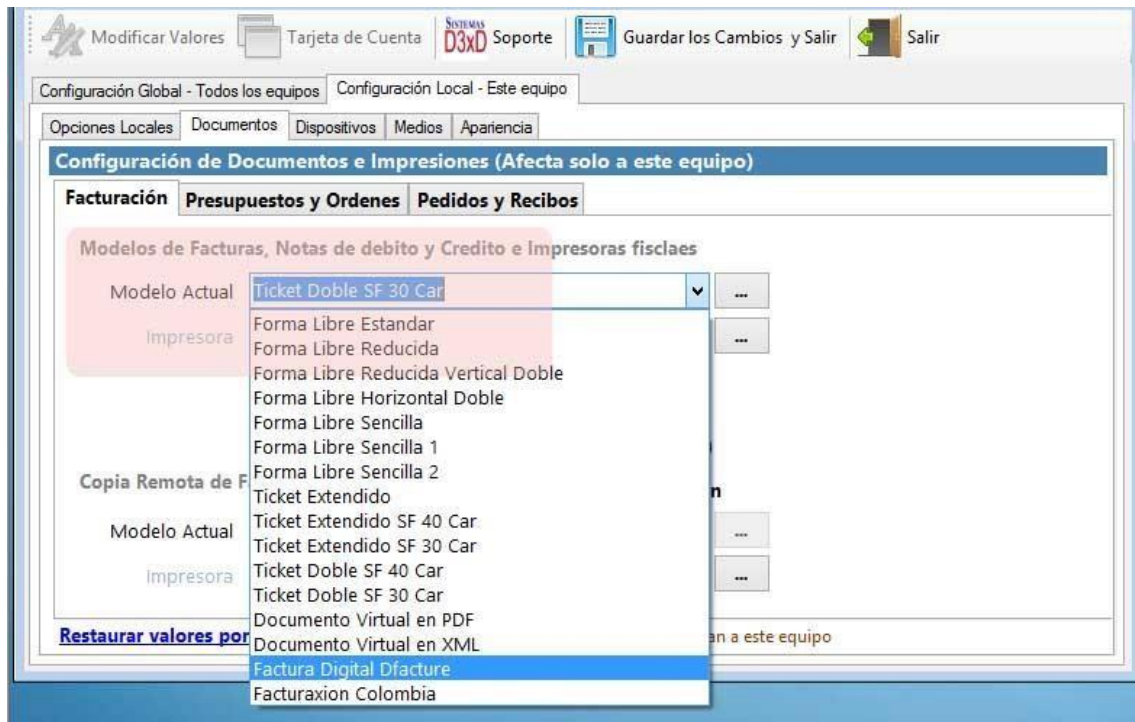 Modificar Valores Tarjeta de Cuenta SISTEMAS D3xD Soporte Guardar los Cambios y Salir Salir
Configuración Global - Todos los equipos Configuración Local - Este equipo
Opciones Locales Documentos Dispositivos Medios Apariencia
Configuración de Documentos e Impresiones (Afecta solo a este equipo)
Facturación Presupuestos y Ordenes Pedidos y Recibos
Modelos de Facturas, Notas de debito y Credito e Impresoras fisclaes
Modelo Actual Ticket Doble SF 30 Car ...
Impresora ...
Forma Libre Estandar
Forma Libre Reducida
Forma Libre Reducida Vertical Doble
Forma Libre Horizontal Doble
Forma Libre Sencilla
Forma Libre Sencilla 1
Forma Libre Sencilla 2
Ticket Extendido
Ticket Extendido SF 40 Car
Ticket Extendido SF 30 Car
Ticket Doble SF 40 Car
Ticket Doble SF 30 Car
Documento Virtual en PDF
Documento Virtual en XML
Factura Digital Dfacture
Facturaxion Colombia
Copia Remota de F
n
Modelo Actual ...
Impresora ...
Restaurar valores por an a este equipo